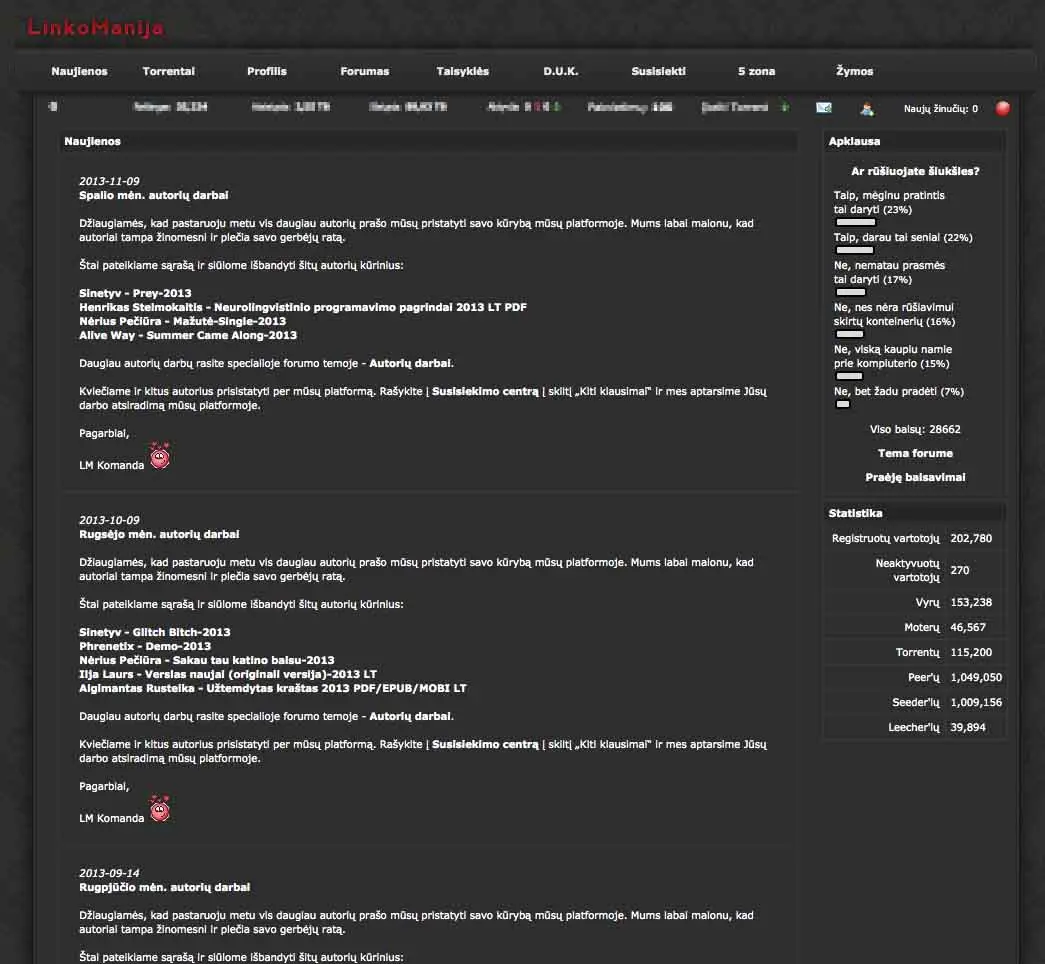 LinkoManija
Naujienos Torrentai Profilis Forumas Taisyklės D.U.K. Susisiekti S zona Žymos
Naujų žinučių: 0
Naujienos
2013-11-09
Spalio mėn. autorių darbai
Džiaugiamės, kad pastaruoju metu vis daugiau autorių prašo mūsų pristatyti savo kūrybą mūsų platformoje. Mums labai malonu, kad
autoriai tampa žinomesni ir plečia savo gerbėjų ratą.
Štai pateikiame sąrašą ir siūlome išbandyti šitų autorių kūrinius:
Sinetyv - Prey-2013
Henrikas Steimokaitis - Neurolingvistinio programavimo pagrindai 2013 LT PDF
Nėrius Pečiūra - Mažutė-Single-2013
Alive Way - Summer Came Along-2013
Daugiau autorių darbų rasite specialioje forumo temoje - Autorių darbai.
Kviečiame ir kitus autorius prisistatyti per mūsų platformą. Rašykite į Susisiekimo centrą į skiltį „Kiti klausimai“ ir mes aptarsime Jūsų
darbo atsiradimą mūsų platformoje.
Pagarbiai,
LM Komanda
2013-10-09
Rugsėjo mėn. autorių darbai
Džiaugiamės, kad pastaruoju metu vis daugiau autorių prašo mūsų pristatyti savo kūrybą mūsų platformoje. Mums labai malonu, kad
autoriai tampa žinomesni ir plečia savo gerbėjų ratą.
Štai pateikiame sąrašą ir siūlome išbandyti šitų autorių kūrinius:
Sinetyv - Glitch Bitch-2013
Phrenetix - Demo-2013
Nėrius Pečiūra - Sakau tau katino balsu-2013
Ilja Laurs - Verslas naujai (originali versija)-2013 LT
Algimantas Rusteika - Užtemdytas kraštas 2013 PDF/EPUB/MOBI LT
Daugiau autorių darbų rasite specialioje forumo temoje - Autorių darbai.
Kviečiame ir kitus autorius prisistatyti per mūsų platformą. Rašykite į Susisiekimo centrą į skiltį „Kiti klausimai“ ir mes aptarsime Jūsų
darbo atsiradimą mūsų platformoje.
Pagarbiai,
LM Komanda
2013-09-14
Rugpjūčio mėn. autorių darbai
Džiaugiamės, kad pastaruoju metu vis daugiau autorių prašo mūsų pristatyti savo kūrybą mūsų platformoje. Mums labai malonu, kad
autoriai tampa žinomesni ir plečia savo gerbėjų ratą.
Štai pateikiame sąrašą ir siūlome išbandyti šitų autorių kūrinius:
Apklausa
Ar rūšiuojate šiukšles?
Taip, mėginu pratintis
tai daryti (23%)
Taip, darau tai seniai (22%)
Ne, nematau prasmės
tai daryti (17%)
Ne, nes nėra rūšiavimui
skirtų konteinerių (16%)
Ne, viską kaupiu namie
prie kompiuterio (15%)
Ne, bet žadu pradėti (7%)
Viso balsų: 28662
Tema forume
Praėję balsavimai
Statistika
Registruotų vartotojų 202,780
Neaktyvuotų
vartotojų 270
Vyrų 153,238
Moterų 46,567
Torrentų 115,200
Peer'ų 1,049,050
Seeder'ių 1,009,156
Leecher'ių 39,894